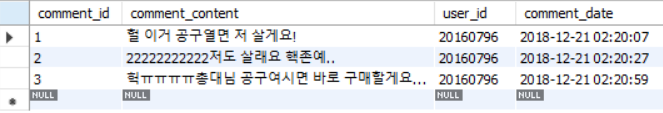 comment_id comment_content user_id comment_date
1 헐 이거 공구열면 저 살게요! 20160796 2018-12-21 02:20:07
2 22222222222저도 살래요 핵존예.. 20160796 2018-12-21 02:20:27
3 헉ㅠㅠㅠㅠ총대님 공구여시면 바로 구매할게요... 20160796 2018-12-21 02:20:59
NULL NULL NULL NULL